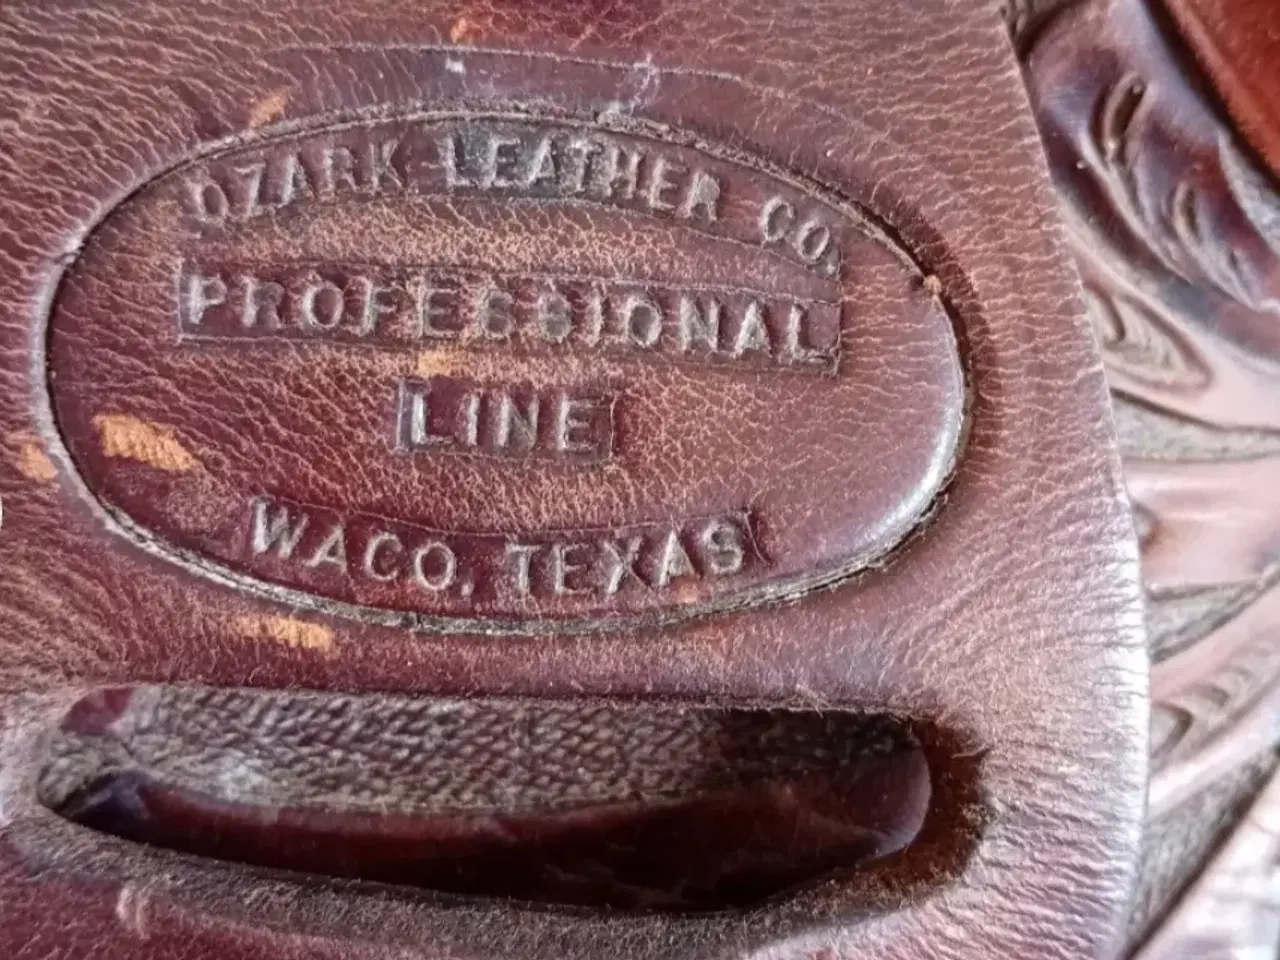 OZARK LEATHER CO.
PROFESSIONAL
LINE
WACO, TEXAS